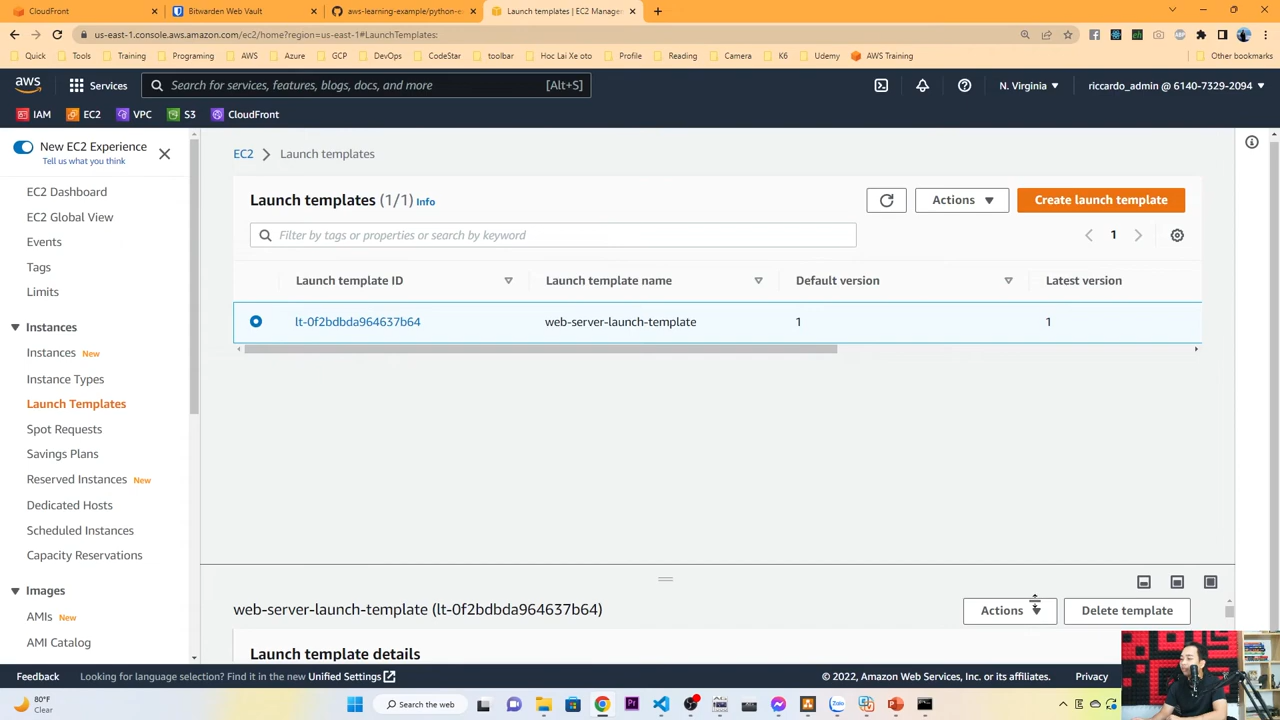 CloudFront
Bitwarden Web Vault
aws-learning-example/python-ex
Launch templates | EC2 Manage
us-east-1.console.aws.amazon.com/ec2/home?region=us-east-1#LaunchTemplates:
Quick
Tools
Training
Programing
AWS
Azure
GCP
DevOps
CodeStar
toolbar
Hoc Lai Xe oto
Profile
Reading
Camera
K6
Udemy
AWS Training
Other bookmarks
aws
Services
Search for services, features, blogs, docs, and more
[Alt+S]
N. Virginia
riccardo_admin @ 6140-7329-2094
IAM
EC2
VPC
S3
CloudFront
New EC2 Experience
Tell us what you think
EC2 Dashboard
EC2 Global View
Events
Tags
Limits
Instances
Instances New
Instance Types
Launch Templates
Spot Requests
Savings Plans
Reserved Instances New
Dedicated Hosts
Scheduled Instances
Capacity Reservations
Images
AMIs New
AMI Catalog
EC2 > Launch templates
Launch templates (1/1) Info
Actions
Create launch template
Filter by tags or properties or search by keyword
1
Launch template ID
Launch template name
Default version
Latest version
lt-0f2bdbda964637b64
web-server-launch-template
1
1
web-server-launch-template (lt-0f2bdbda964637b64)
Actions
Delete template
Launch template details
Feedback
Looking for language selection? Find it in the new Unified Settings
© 2022, Amazon Web Services, Inc. or its affiliates.
Privacy
80°F
Clear
Search the web